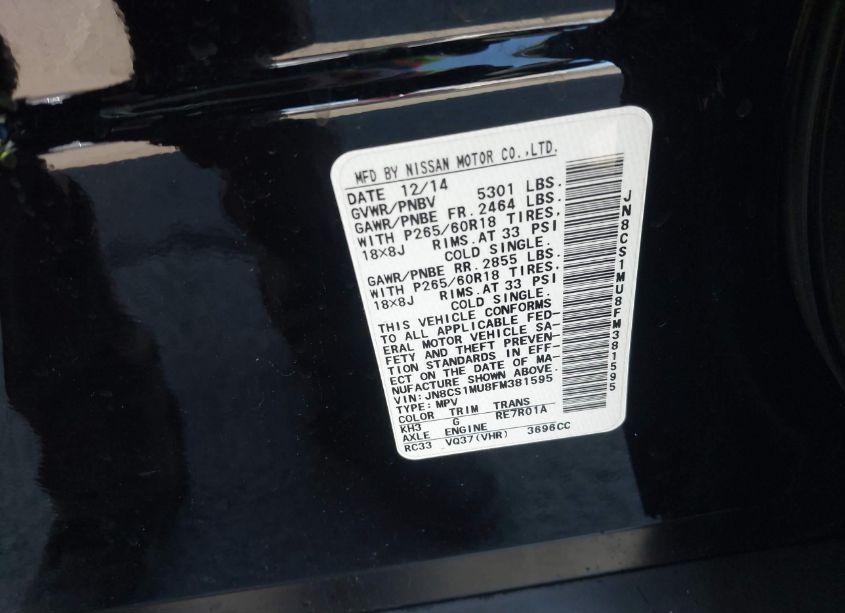 MFD BY NISSAN MOTOR CO.,LTD.
DATE 12/14
GVWR/PNBV 5301 LBS.
GAWR/PNBE FR. 2464 LBS.
WITH P265/60R18 TIRES,
18X8J RIMS.AT 33 PSI
COLD SINGLE.
GAWR/PNBE RR. 2855 LBS.
WITH P265/60R18 TIRES,
18X8J RIMS.AT 33 PSI
COLD SINGLE.
THIS VEHICLE CONFORMS
TO ALL APPLICABLE FED-
ERAL MOTOR VEHICLE SA-
FETY AND THEFT PREVEN-
TION STANDARDS IN EFF-
ECT ON THE DATE OF MA-
NUFACTURE SHOWN ABOVE.
VIN: JN8CS1MU8FM381595
TYPE: MPV
COLOR TRIM TRANS
KH3 G RE7R01A
AXLE ENGINE
RC33 VQ37(VHR) 3696CC
JN8CS1MU8FM381595